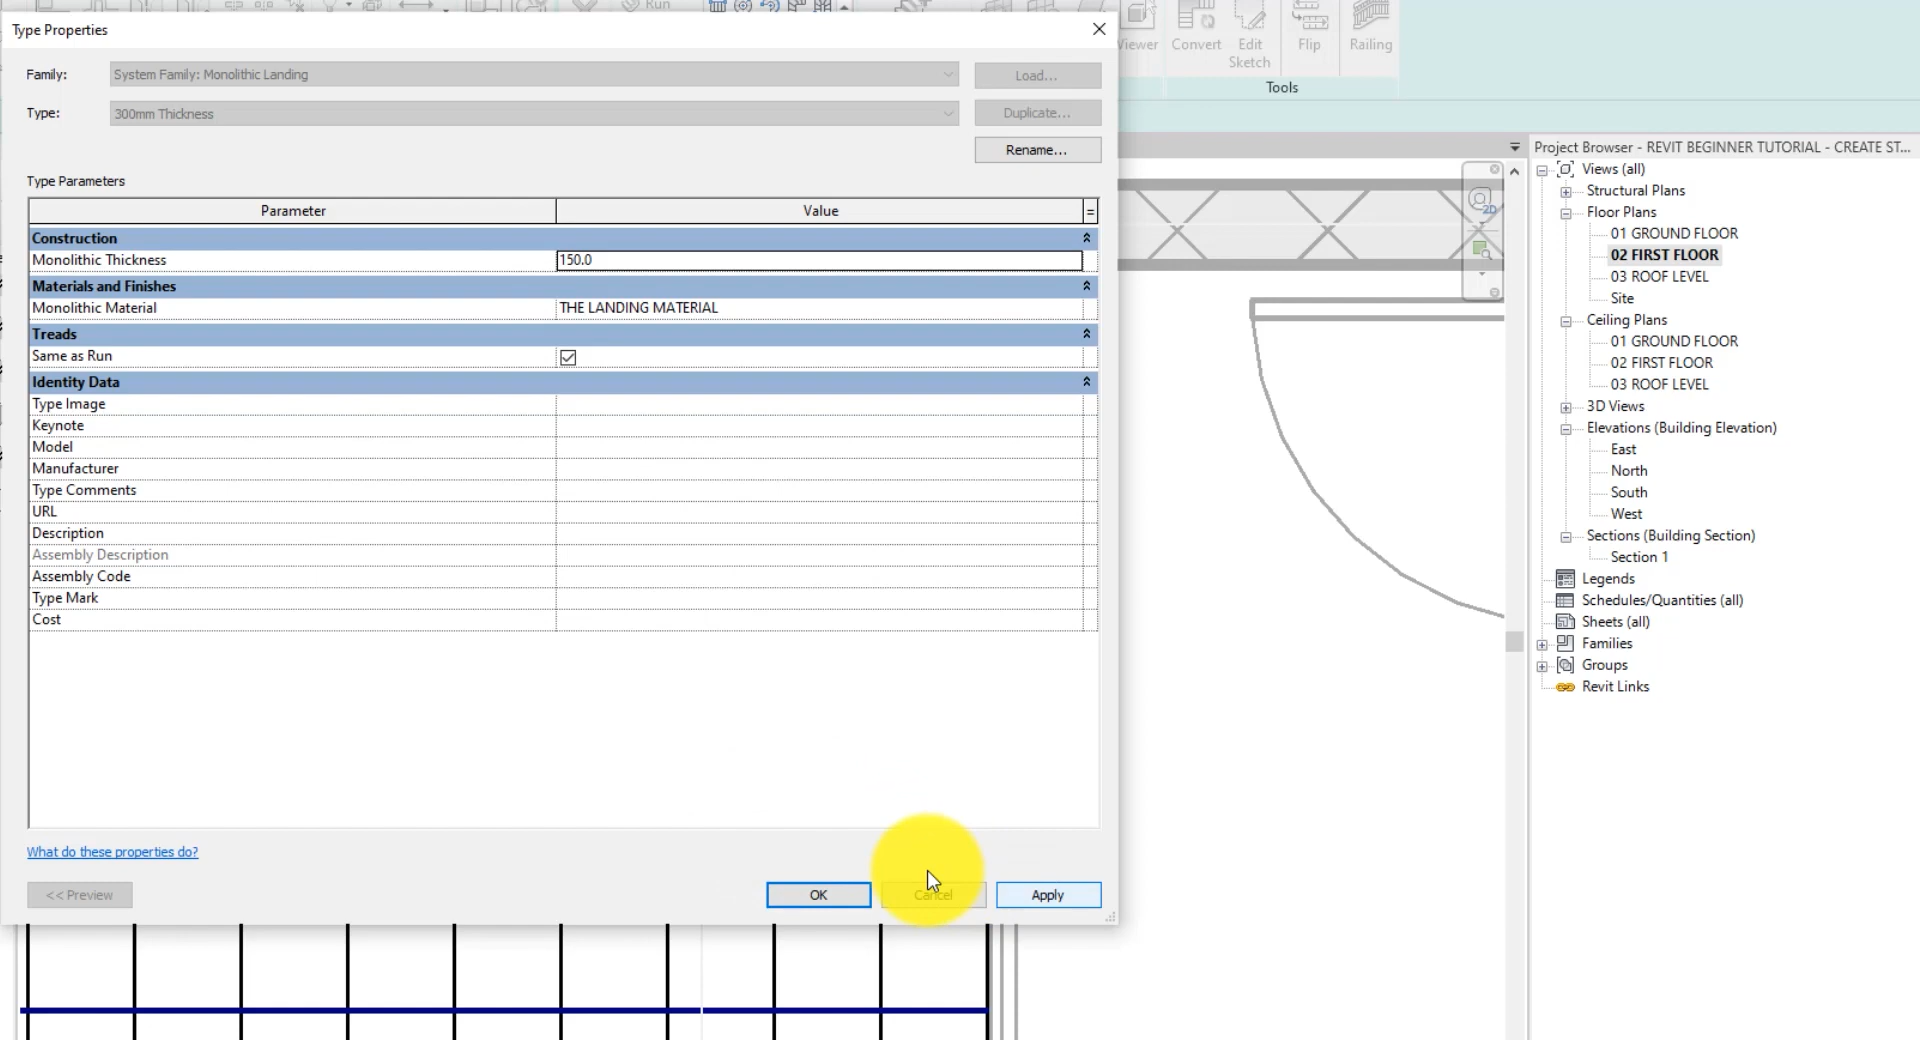 Run
Type Properties
Family:
System Family: Monolithic Landing
Load...
Type:
300mm Thickness
Duplicate...
Rename...
Type Parameters
Parameter
Value
=
Construction
Monolithic Thickness
150.0
Materials and Finishes
Monolithic Material
THE LANDING MATERIAL
Treads
Same as Run
Identity Data
Type Image
Keynote
Model
Manufacturer
Type Comments
URL
Description
Assembly Description
Assembly Code
Type Mark
Cost
What do these properties do?
<< Preview
OK
Cancel
Apply
Viewer
Convert
Edit
Sketch
Flip
Railing
Tools
2D
Project Browser - REVIT BEGINNER TUTORIAL - CREATE ST...
Views (all)
Structural Plans
Floor Plans
01 GROUND FLOOR
02 FIRST FLOOR
03 ROOF LEVEL
Site
Ceiling Plans
01 GROUND FLOOR
02 FIRST FLOOR
03 ROOF LEVEL
3D Views
Elevations (Building Elevation)
East
North
South
West
Sections (Building Section)
Section 1
Legends
Schedules/Quantities (all)
Sheets (all)
Families
Groups
Revit Links